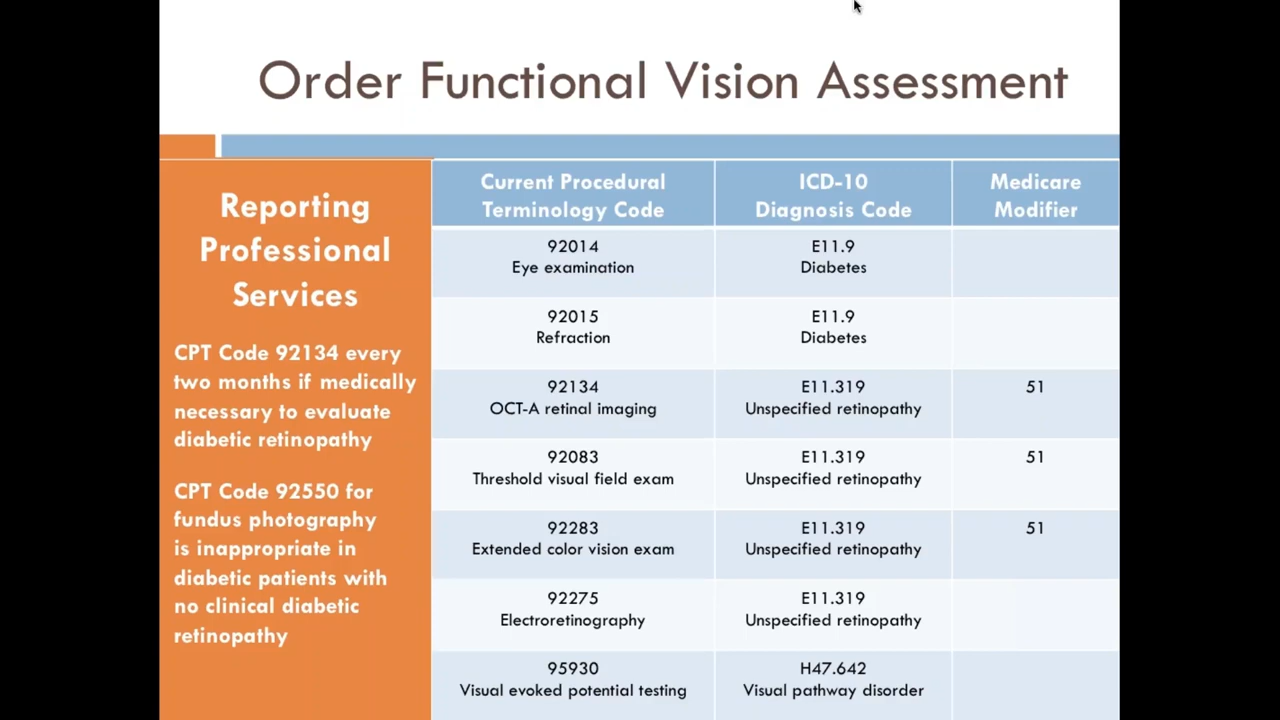 Order Functional Vision Assessment
Reporting
Professional
Services
CPT Code 92134 every
two months if medically
necessary to evaluate
diabetic retinopathy
CPT Code 92550 for
fundus photography
is inappropriate in
diabetic patients with
no clinical diabetic
retinopathy
Current Procedural
Terminology Code
ICD-10
Diagnosis Code
Medicare
Modifier
92014
Eye examination
E11.9
Diabetes
92015
Refraction
E11.9
Diabetes
92134
OCT-A retinal imaging
E11.319
Unspecified retinopathy
51
92083
Threshold visual field exam
E11.319
Unspecified retinopathy
51
92283
Extended color vision exam
E11.319
Unspecified retinopathy
51
92275
Electroretinography
E11.319
Unspecified retinopathy
95930
Visual evoked potential testing
H47.642
Visual pathway disorder